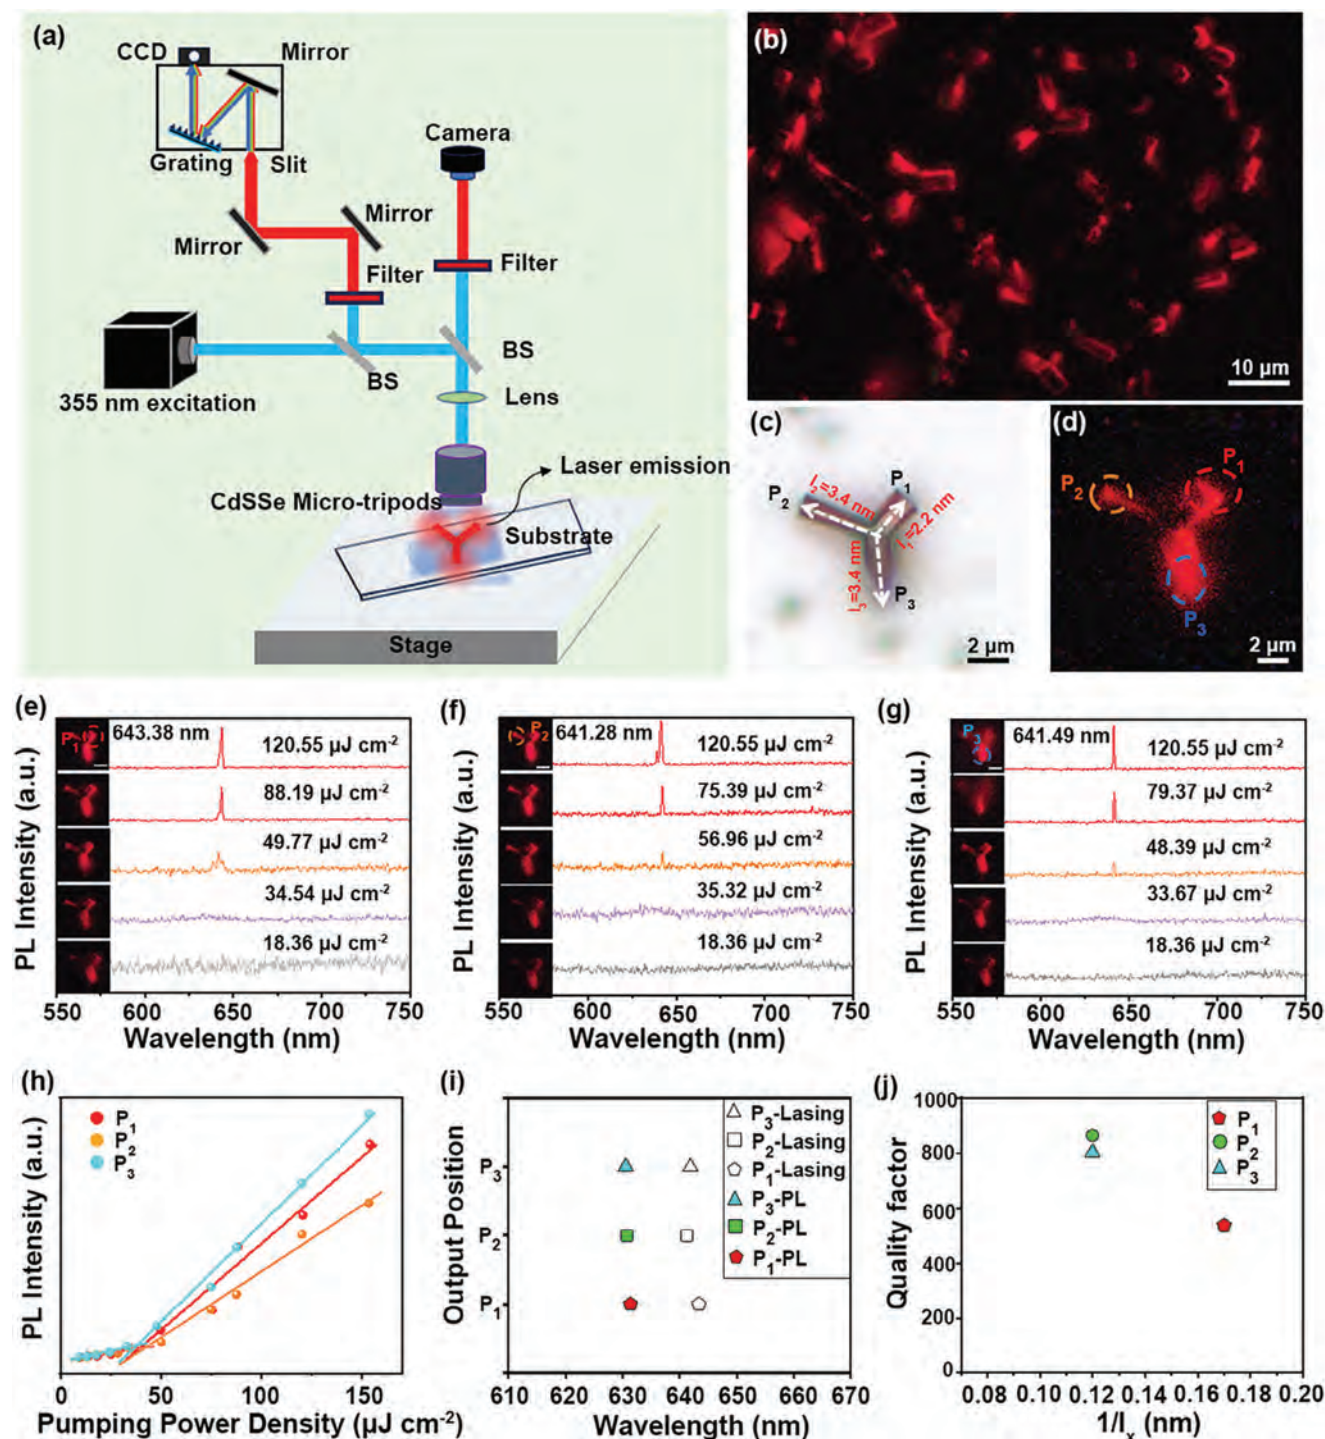 (a)
CCD
Mirror
Grating
Slit
Camera
Mirror
Mirror
Filter
Filter
BS
BS
355 nm excitation
Lens
Laser emission
CdSSe Micro-tripods
Substrate
Stage
(b)
10 µm
(c)
P1
P2
P3
l2=3.4 nm
l1=2.2 nm
l3=3.4 nm
2 µm
(d)
P1
P2
P3
2 µm
(e)
P1
643.38 nm
120.55 µJ cm-2
88.19 µJ cm-2
49.77 µJ cm-2
34.54 µJ cm-2
18.36 µJ cm-2
PL Intensity (a.u.)
550 600 650 700 750
Wavelength (nm)
(f)
P2
641.28 nm
120.55 µJ cm-2
75.39 µJ cm-2
56.96 µJ cm-2
35.32 µJ cm-2
18.36 µJ cm-2
PL Intensity (a.u.)
550 600 650 700 750
Wavelength (nm)
(g)
P3
641.49 nm
120.55 µJ cm-2
79.37 µJ cm-2
48.39 µJ cm-2
33.67 µJ cm-2
18.36 µJ cm-2
PL Intensity (a.u.)
550 600 650 700 750
Wavelength (nm)
(h)
P1
P2
P3
PL Intensity (a.u.)
0 50 100 150
Pumping Power Density (µJ cm-2)
(i)
P3-Lasing
P2-Lasing
P1-Lasing
P3-PL
P2-PL
P1-PL
Output Position
P3
P2
P1
610 620 630 640 650 660 670
Wavelength (nm)
(j)
P1
P2
P3
Quality factor
1000
800
600
400
200
0
0.08 0.10 0.12 0.14 0.16 0.18 0.20
1/lx (nm)